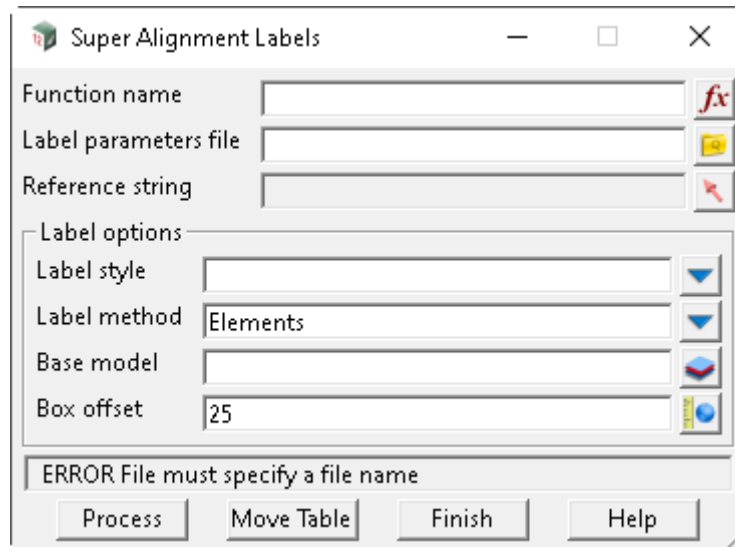 Super Alignment Labels
Function name
fx
Label parameters file
Reference string
Label options
Label style
Label method Elements
Base model
Box offset 25
ERROR File must specify a file name
Process Move Table Finish Help